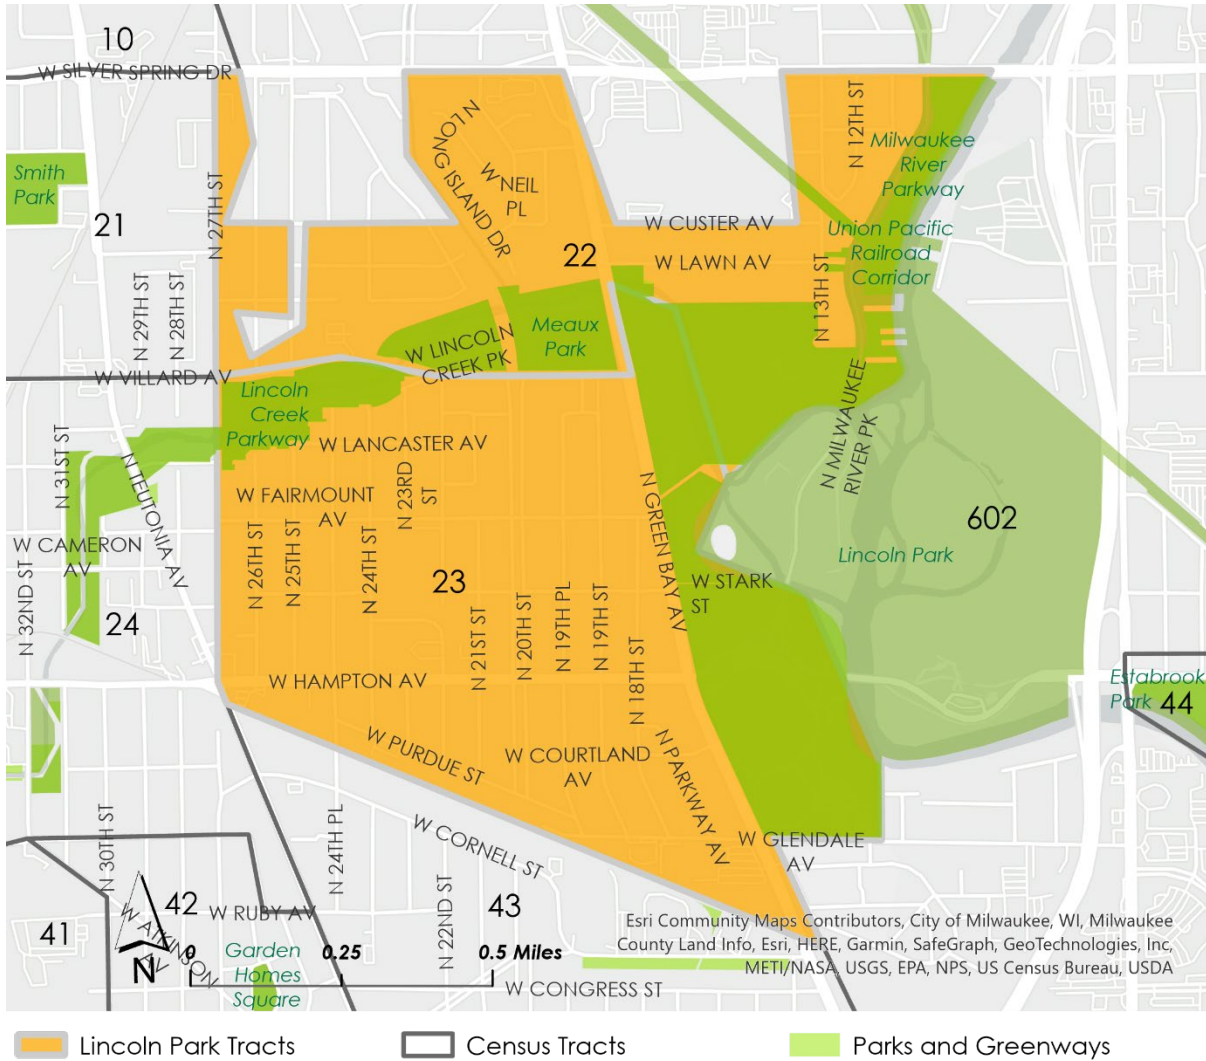 10
W SILVER SPRING DR
N 12TH ST
N LONG ISLAND DR
Milwaukee
River
Parkway
Smith
Park
W NEIL
PL
21
N 27TH ST
W CUSTER AV
Union Pacific
Railroad
Corridor
22
W LAWN AV
N 29TH ST
N 28TH ST
N 13TH ST
Meaux
Park
W LINCOLN
CREEK PK
W VILLARD AV
Lincoln
Creek
Parkway
N MILWAUKEE
RIVER PK
N 31ST ST
N TEUTONIA AV
W LANCASTER AV
W FAIRMOUNT
AV
N 23RD
ST
N GREEN BAY AV
602
W CAMERON
AV
N 26TH ST
N 25TH ST
N 24TH ST
Lincoln Park
23
W STARK
ST
N 32ND ST
24
N 21ST ST
N 20TH ST
N 19TH PL
N 19TH ST
N 18TH ST
W HAMPTON AV
Estabrook
Park
44
W PURDUE ST
W COURTLAND
AV
N PARKWAY AV
N 30TH ST
N 24TH PL
W CORNELL ST
W GLENDALE
AV
42
W RUBY AV
N 22ND ST
43
41
W ATKINSON
AV
N
Garden
Homes
Square
0
0.25
0.5 Miles
Esri Community Maps Contributors, City of Milwaukee, WI, Milwaukee
County Land Info, Esri, HERE, Garmin, SafeGraph, GeoTechnologies, Inc,
METI/NASA, USGS, EPA, NPS, US Census Bureau, USDA
W CONGRESS ST
Lincoln Park Tracts
Census Tracts
Parks and Greenways